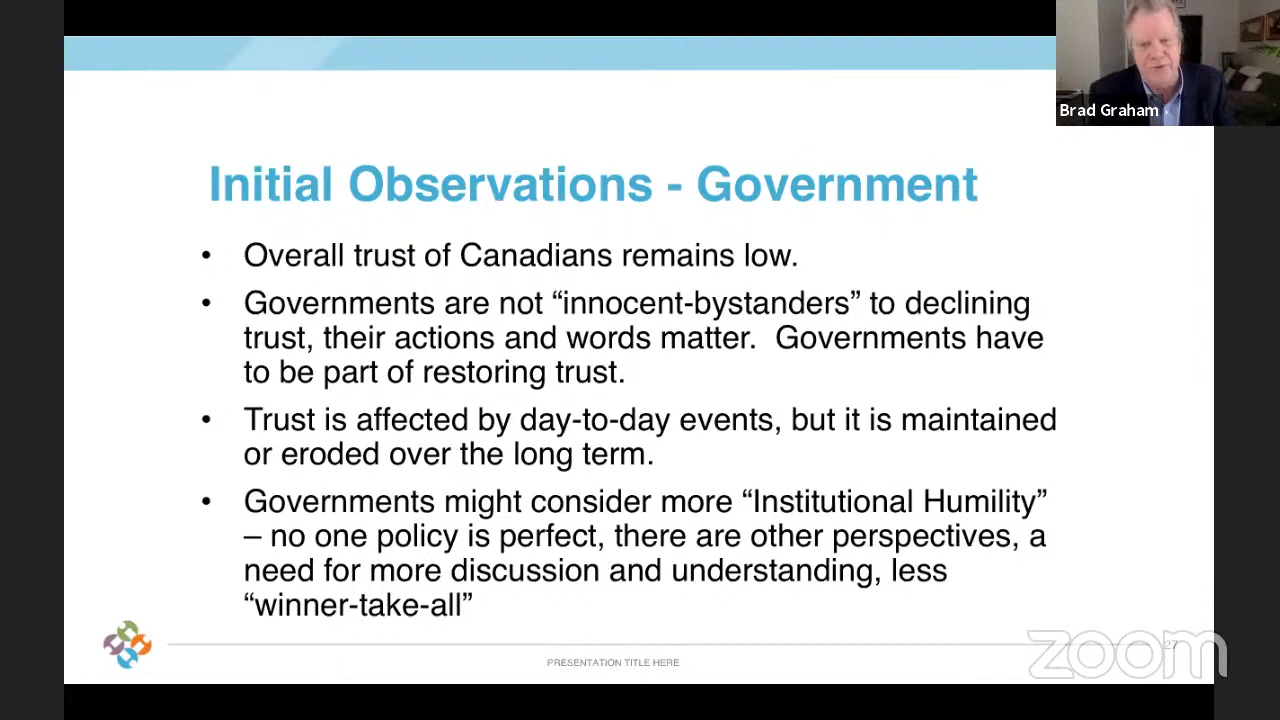 Brad Graham
Initial Observations - Government
• Overall trust of Canadians remains low.
• Governments are not “innocent-bystanders” to declining
trust, their actions and words matter.  Governments have
to be part of restoring trust.
• Trust is affected by day-to-day events, but it is maintained
or eroded over the long term.
• Governments might consider more “Institutional Humility”
– no one policy is perfect, there are other perspectives, a
need for more discussion and understanding, less
“winner-take-all”
PRESENTATION TITLE HERE
27
zoom